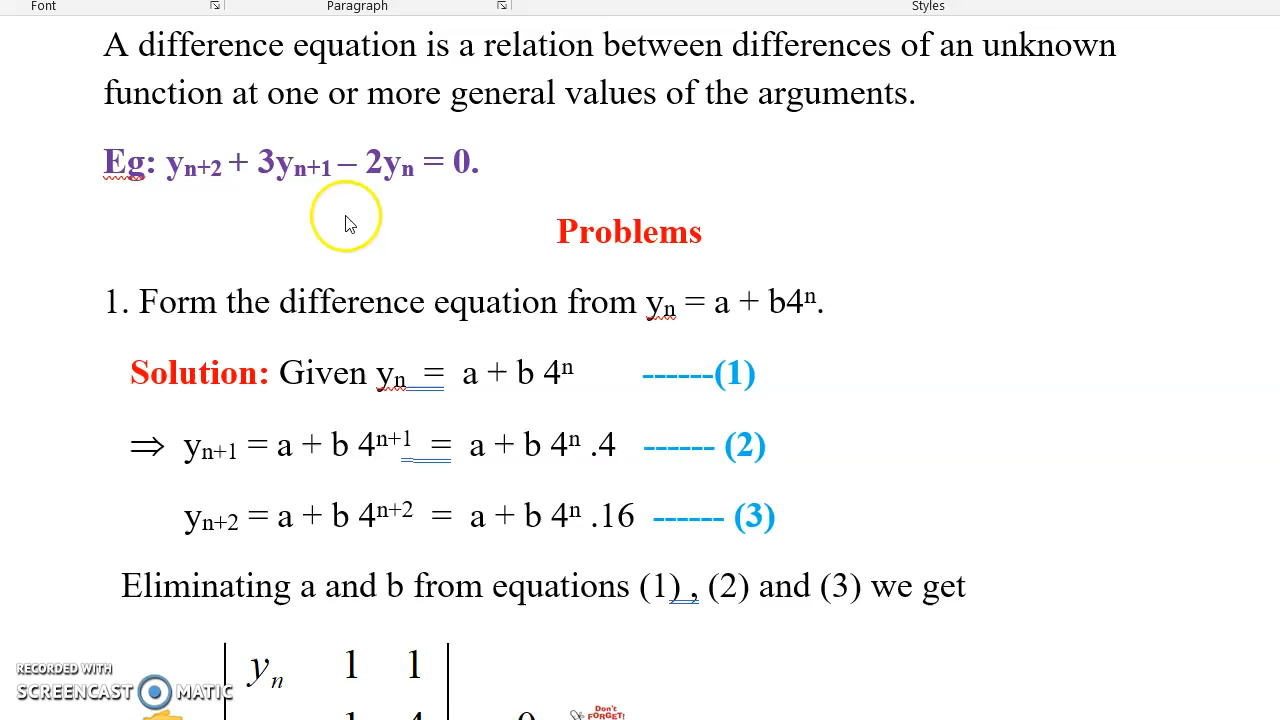 Font Paragraph Styles
A difference equation is a relation between differences of an unknown
function at one or more general values of the arguments.
Eg: yₙ₊₂ + 3yₙ₊₁ – 2yₙ = 0.
Problems
1. Form the difference equation from yₙ = a + b4ⁿ.
Solution: Given yₙ = a + b 4ⁿ ------(1)
⇒ yₙ₊₁ = a + b 4ⁿ⁺¹ = a + b 4ⁿ .4 ------ (2)
yₙ₊₂ = a + b 4ⁿ⁺² = a + b 4ⁿ .16 ------ (3)
Eliminating a and b from equations (1) , (2) and (3) we get
yₙ 1 1
RECORDED WITH
SCREENCAST MATIC
Don't
FORGET!